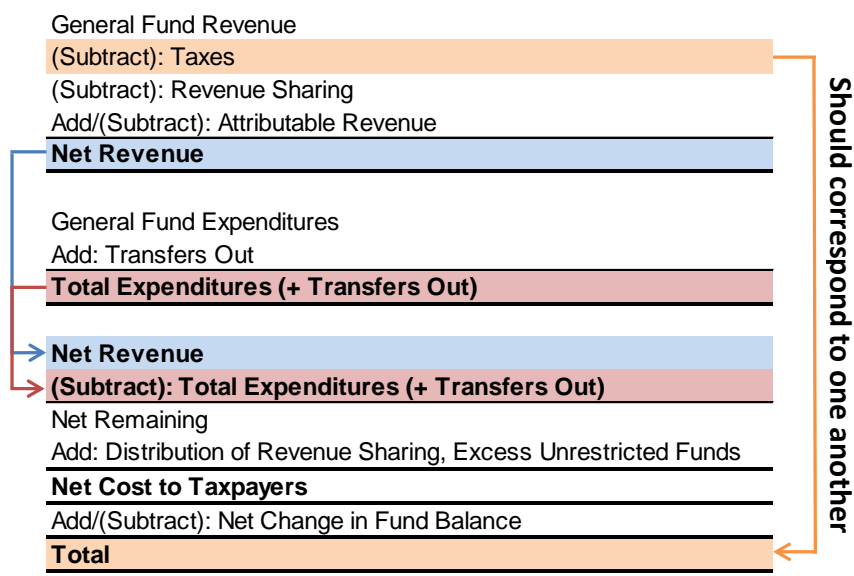 General Fund Revenue
(Subtract): Taxes
(Subtract): Revenue Sharing
Add/(Subtract): Attributable Revenue
Net Revenue
General Fund Expenditures
Add: Transfers Out
Total Expenditures (+ Transfers Out)
Net Revenue
(Subtract): Total Expenditures (+ Transfers Out)
Net Remaining
Add: Distribution of Revenue Sharing, Excess Unrestricted Funds
Net Cost to Taxpayers
Add/(Subtract): Net Change in Fund Balance
Total
Should correspond to one another